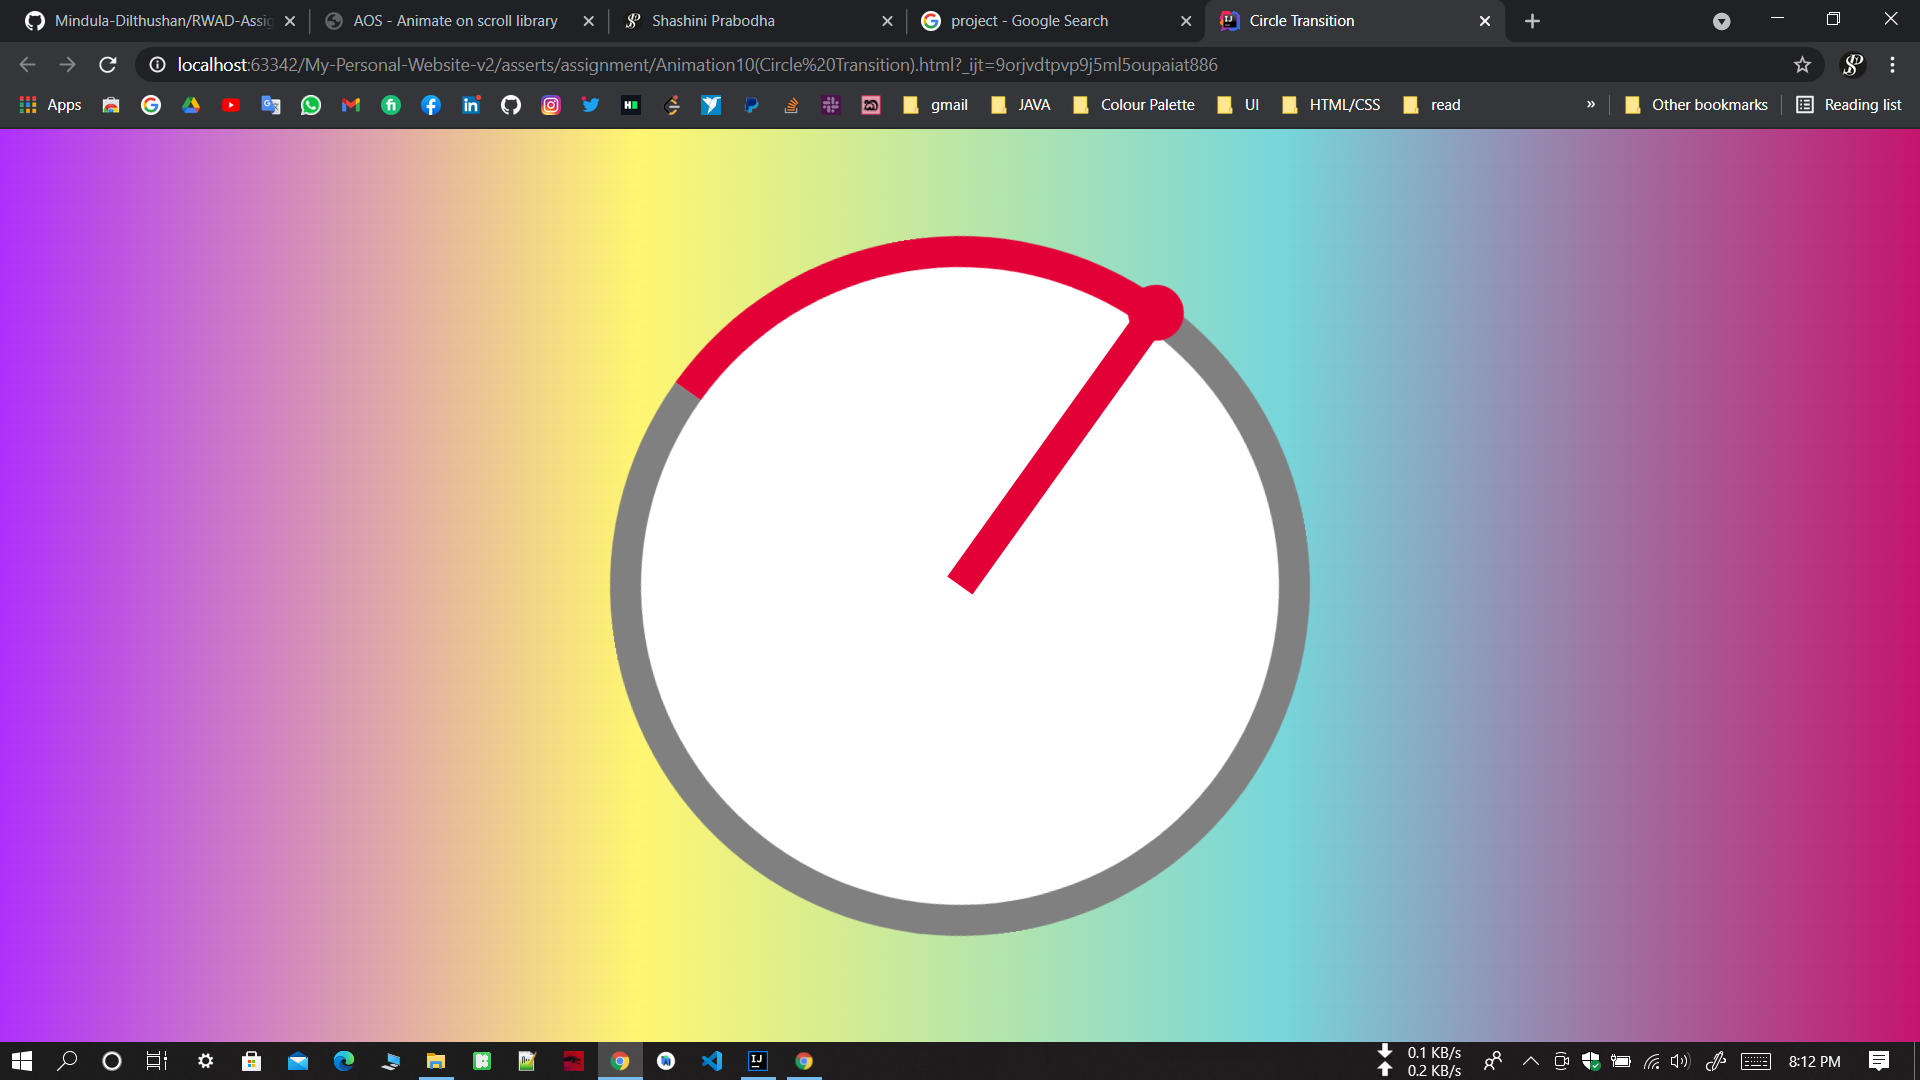 Mindula-Dilthushan/RWAD-Assig
AOS - Animate on scroll library
Shashini Prabodha
project - Google Search
Circle Transition
localhost:63342/My-Personal-Website-v2/asserts/assignment/Animation10(Circle%20Transition).html?_ijt=9orjvdtpvp9j5ml5oupaiat886
Apps
gmail
JAVA
Colour Palette
UI
HTML/CSS
read
»
Other bookmarks
Reading list
0.1 KB/s
0.2 KB/s
8:12 PM